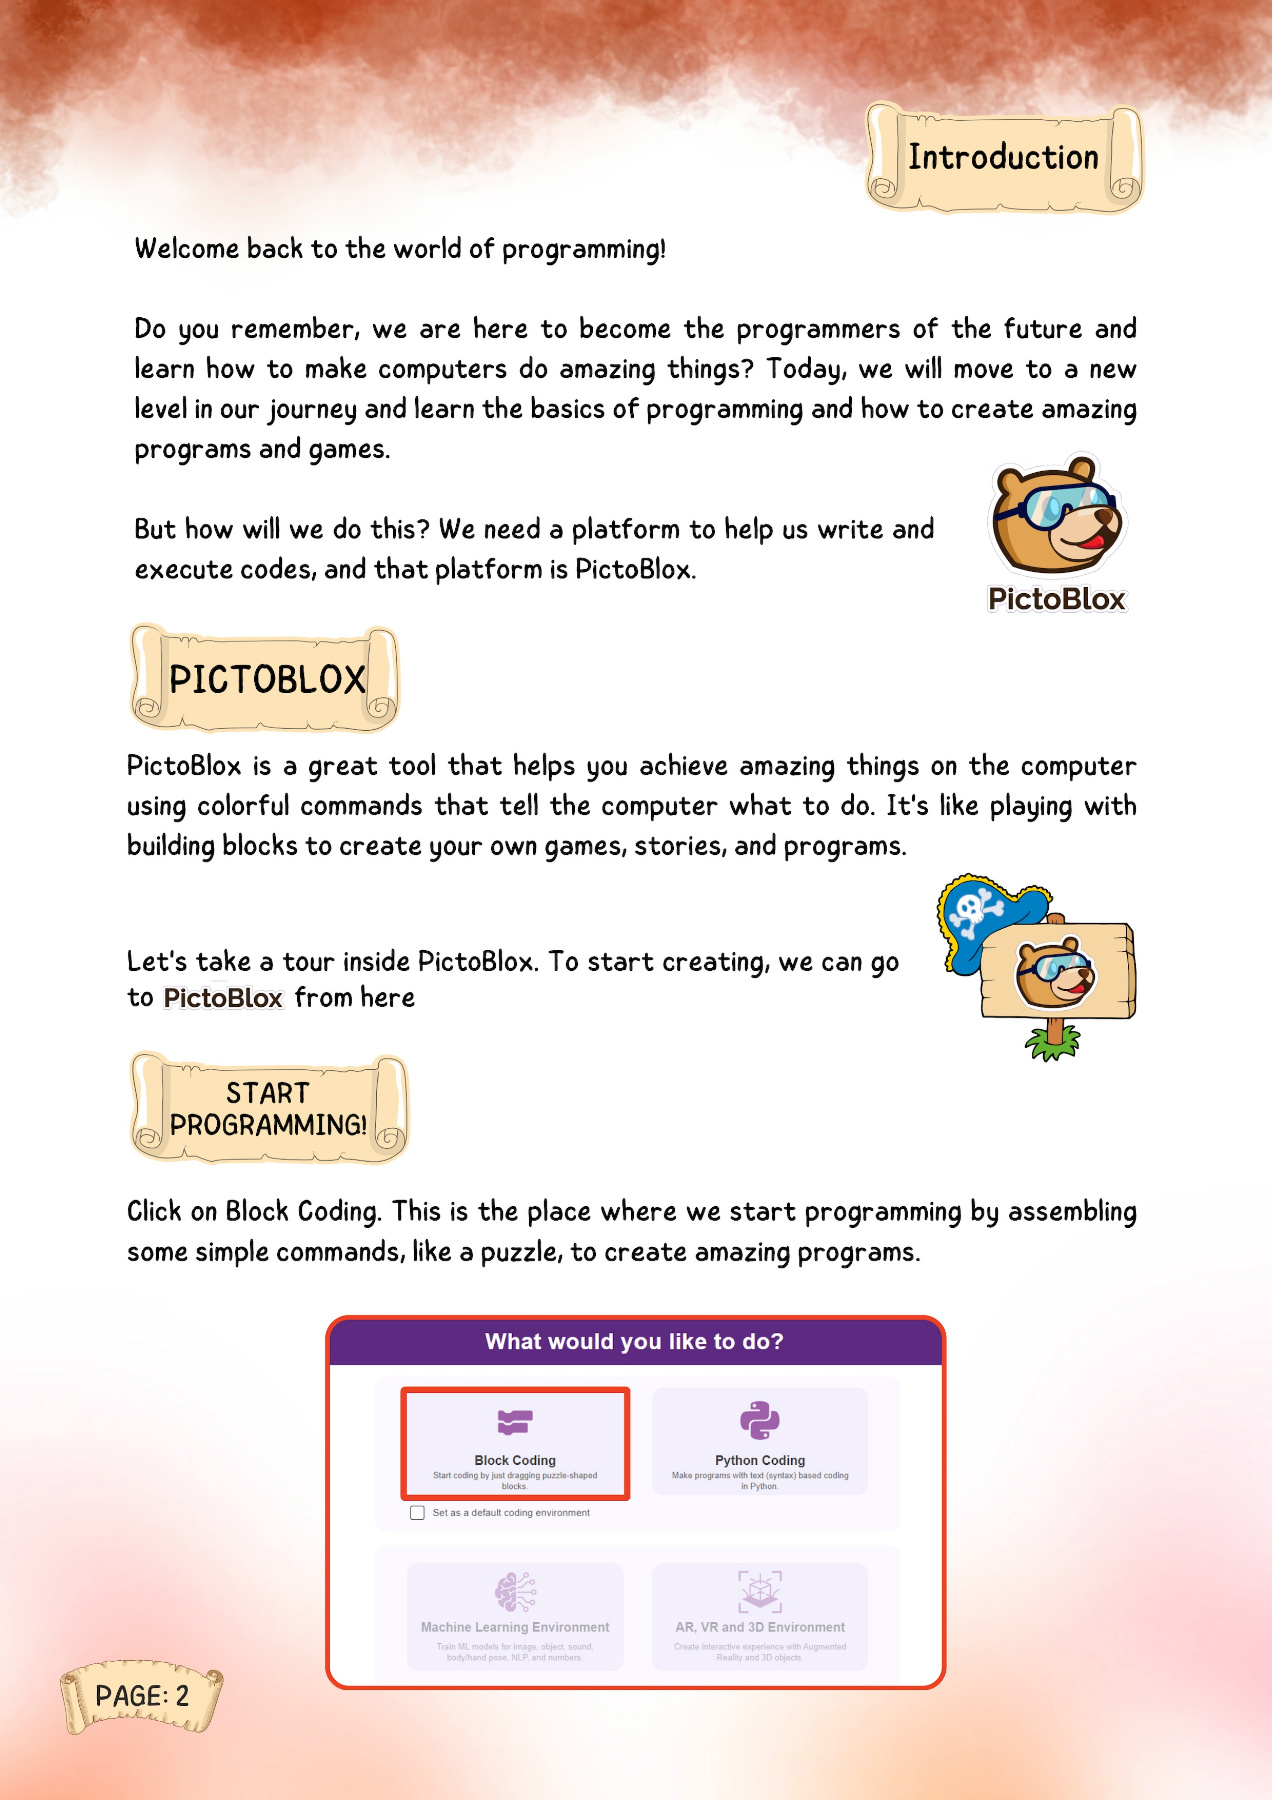 Introduction
Welcome back to the world of programming!
Do you remember, we are here to become the programmers of the future and
learn how to make computers do amazing things? Today, we will move to a new
level in our journey and learn the basics of programming and how to create amazing
programs and games.
But how will we do this? We need a platform to help us write and
execute codes, and that platform is PictoBlox.
PictoBlox
PICTOBLOX
PictoBlox is a great tool that helps you achieve amazing things on the computer
using colorful commands that tell the computer what to do. It's like playing with
building blocks to create your own games, stories, and programs.
Let's take a tour inside PictoBlox. To start creating, we can go
to PictoBlox from here
START
PROGRAMMING!
Click on Block Coding. This is the place where we start programming by assembling
some simple commands, like a puzzle, to create amazing programs.
What would you like to do?
Block Coding
Start coding by just dragging puzzle-shaped
blocks.
Set as a default coding environment
Python Coding
Make programs with text (syntax) based coding
in Python.
Machine Learning Environment
Train ML models for image, object, sound,
body/hand pose, NLP, and numbers.
AR, VR and 3D Environment
Create interactive experience with Augmented
Reality and 3D objects.
PAGE: 2